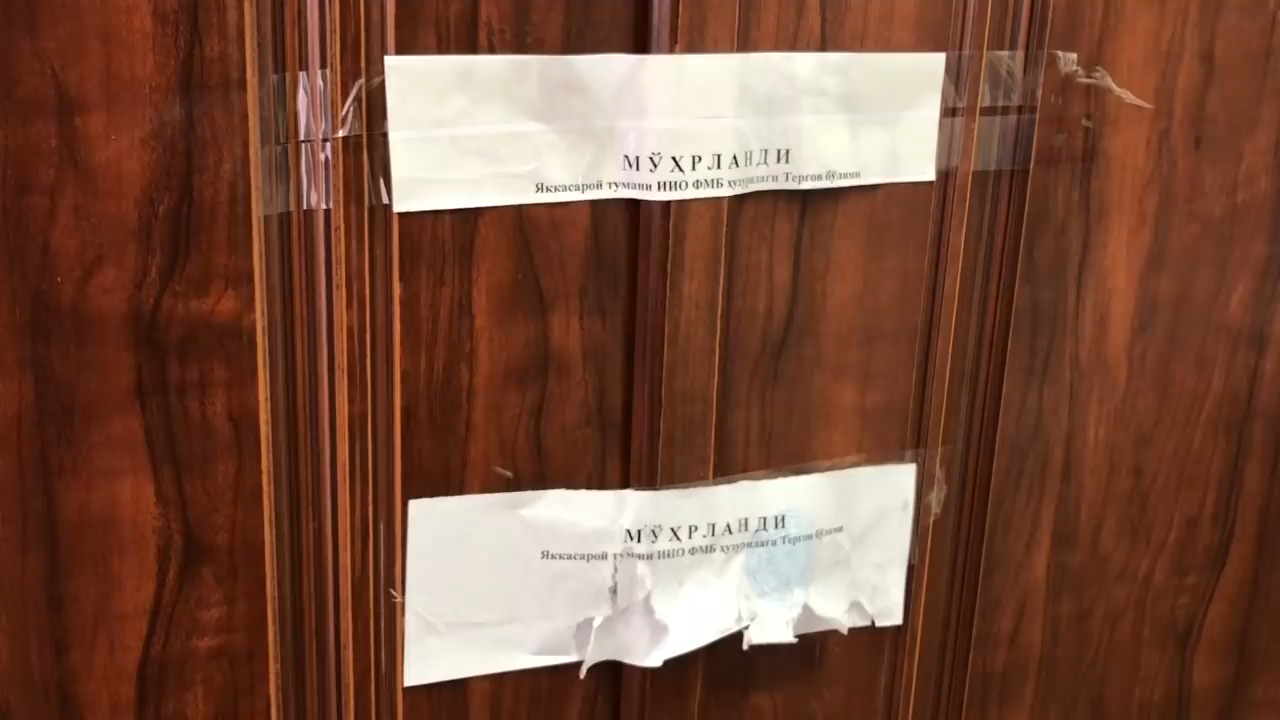 МЎҲРЛАНДИ
Яккасарой тумани ИИО ФМБ ҳузуридаги Тергов бўлими
МЎҲРЛАНДИ
Яккасарой тумани ИИО ФМБ ҳузуридаги Тергов бўлими